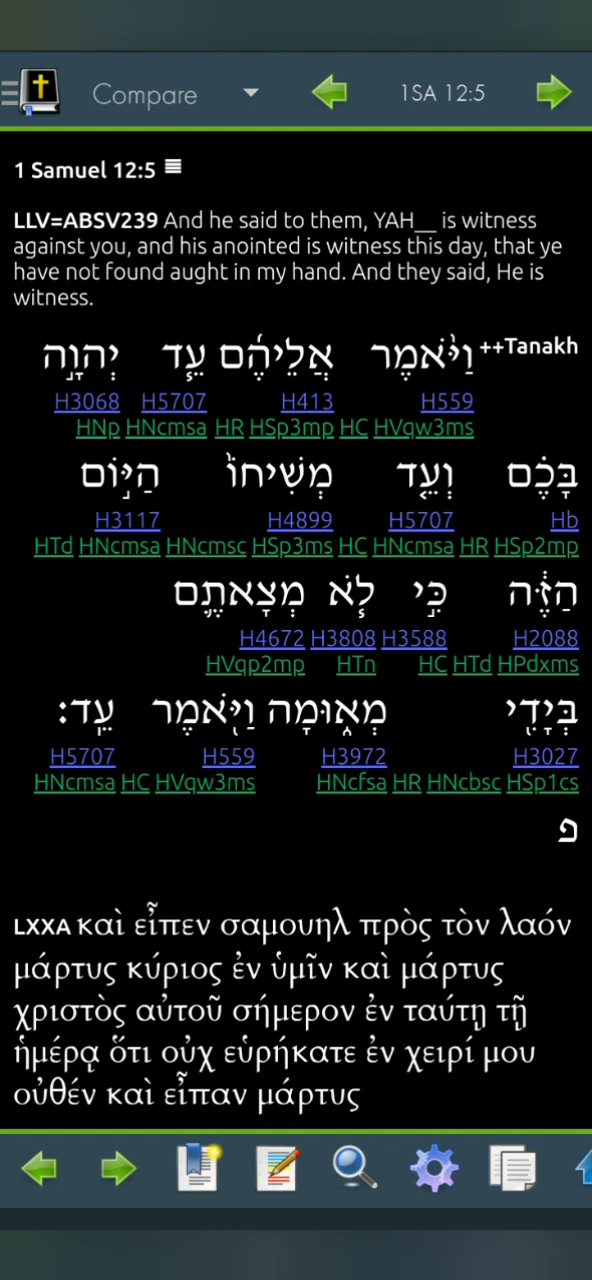 Compare
1SA 12:5
1 Samuel 12:5
LLV=ABSV239 And he said to them, YAH__ is witness
against you, and his anointed is witness this day, that ye
have not found aught in my hand. And they said, He is
witness.
++Tanakh וַיֹּ֨אמֶר אֲלֵיהֶ֜ם עֵ֧ד יְהוָ֣ה
H3068 H5707 H413 H559
HNp HNcmsa HR HSp3mp HC HVqw3ms
בָּכֶ֗ם וְעֵ֤ד מְשִׁיחוֹ֙ הַיּ֣וֹם
H3117 H4899 H5707 Hb
HTd HNcmsa HNcmsc HSp3ms HC HNcmsa HR HSp2mp
הַזֶּ֔ה כִּ֣י לֹ֧א מְצָאתֶ֛ם
H4672 H3808 H3588 H2088
HVqp2mp HTn HC HTd HPdxms
בְּיָדִ֖י מְא֑וּמָה וַיֹּ֖אמֶר עֵֽד׃
H5707 H559 H3972 H3027
HNcmsa HC HVqw3ms HNcfsa HR HNcbsc HSp1cs
פ
LXXA καὶ εἶπεν σαμουηλ πρὸς τὸν λαόν
μάρτυς κύριος ἐν ὑμῖν καὶ μάρτυς
χριστὸς αὐτοῦ σήμερον ἐν ταύτῃ τῇ
ἡμέρᾳ ὅτι οὐχ εὑρήκατε ἐν χειρί μου
οὐθέν καὶ εἶπαν μάρτυς